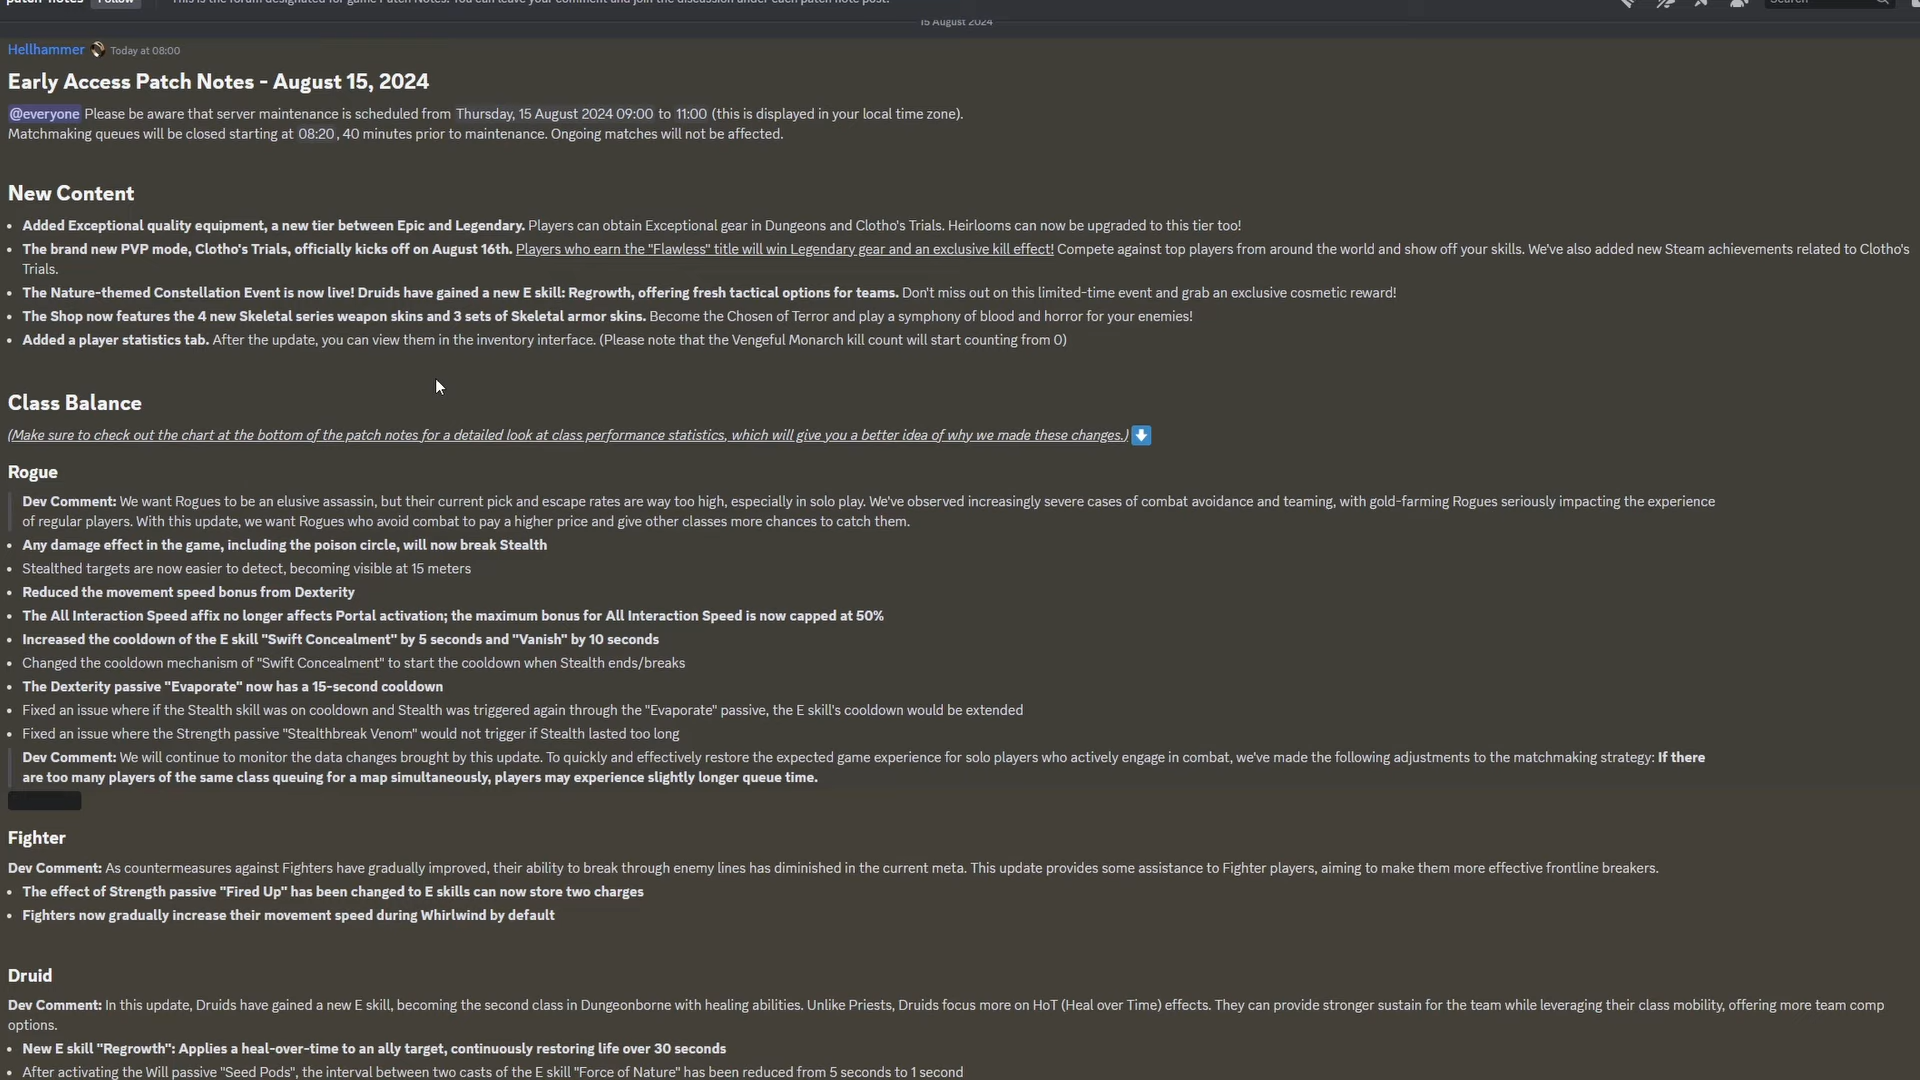 patch-notes Follow This is the forum designated for game Patch Notes. You can leave your comment and join the discussion under each patch note post. Search
15 August 2024
Hellhammer Today at 08:00
Early Access Patch Notes - August 15, 2024
@everyone Please be aware that server maintenance is scheduled from Thursday, 15 August 2024 09:00 to 11:00 (this is displayed in your local time zone).
Matchmaking queues will be closed starting at 08:20, 40 minutes prior to maintenance. Ongoing matches will not be affected.
New Content
• Added Exceptional quality equipment, a new tier between Epic and Legendary. Players can obtain Exceptional gear in Dungeons and Clotho's Trials. Heirlooms can now be upgraded to this tier too!
• The brand new PVP mode, Clotho's Trials, officially kicks off on August 16th. Players who earn the "Flawless" title will win Legendary gear and an exclusive kill effect! Compete against top players from around the world and show off your skills. We've also added new Steam achievements related to Clotho's
Trials.
• The Nature-themed Constellation Event is now live! Druids have gained a new E skill: Regrowth, offering fresh tactical options for teams. Don't miss out on this limited-time event and grab an exclusive cosmetic reward!
• The Shop now features the 4 new Skeletal series weapon skins and 3 sets of Skeletal armor skins. Become the Chosen of Terror and play a symphony of blood and horror for your enemies!
• Added a player statistics tab. After the update, you can view them in the inventory interface. (Please note that the Vengeful Monarch kill count will start counting from 0)
Class Balance
(Make sure to check out the chart at the bottom of the patch notes for a detailed look at class performance statistics, which will give you a better idea of why we made these changes.)
Rogue
Dev Comment: We want Rogues to be an elusive assassin, but their current pick and escape rates are way too high, especially in solo play. We've observed increasingly severe cases of combat avoidance and teaming, with gold-farming Rogues seriously impacting the experience
of regular players. With this update, we want Rogues who avoid combat to pay a higher price and give other classes more chances to catch them.
• Any damage effect in the game, including the poison circle, will now break Stealth
• Stealthed targets are now easier to detect, becoming visible at 15 meters
• Reduced the movement speed bonus from Dexterity
• The All Interaction Speed affix no longer affects Portal activation; the maximum bonus for All Interaction Speed is now capped at 50%
• Increased the cooldown of the E skill "Swift Concealment" by 5 seconds and "Vanish" by 10 seconds
• Changed the cooldown mechanism of "Swift Concealment" to start the cooldown when Stealth ends/breaks
• The Dexterity passive "Evaporate" now has a 15-second cooldown
• Fixed an issue where if the Stealth skill was on cooldown and Stealth was triggered again through the "Evaporate" passive, the E skill's cooldown would be extended
• Fixed an issue where the Strength passive "Stealthbreak Venom" would not trigger if Stealth lasted too long
Dev Comment: We will continue to monitor the data changes brought by this update. To quickly and effectively restore the expected game experience for solo players who actively engage in combat, we've made the following adjustments to the matchmaking strategy: If there
are too many players of the same class queuing for a map simultaneously, players may experience slightly longer queue time.
Fighter
Dev Comment: As countermeasures against Fighters have gradually improved, their ability to break through enemy lines has diminished in the current meta. This update provides some assistance to Fighter players, aiming to make them more effective frontline breakers.
• The effect of Strength passive "Fired Up" has been changed to E skills can now store two charges
• Fighters now gradually increase their movement speed during Whirlwind by default
Druid
Dev Comment: In this update, Druids have gained a new E skill, becoming the second class in Dungeonborne with healing abilities. Unlike Priests, Druids focus more on HoT (Heal over Time) effects. They can provide stronger sustain for the team while leveraging their class mobility, offering more team comp
options.
• New E skill "Regrowth": Applies a heal-over-time to an ally target, continuously restoring life over 30 seconds
• After activating the Will passive "Seed Pods", the interval between two casts of the E skill "Force of Nature" has been reduced from 5 seconds to 1 second